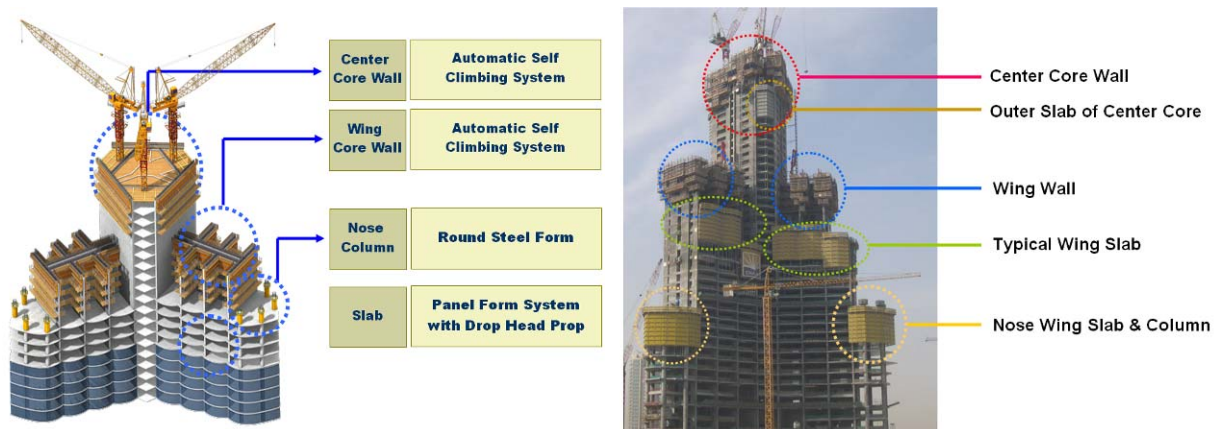 Center
Core Wall
Automatic Self
Climbing System
Wing
Core Wall
Automatic Self
Climbing System
Nose
Column
Round Steel Form
Slab
Panel Form System
with Drop Head Prop
Center Core Wall
Outer Slab of Center Core
Wing Wall
Typical Wing Slab
Nose Wing Slab & Column